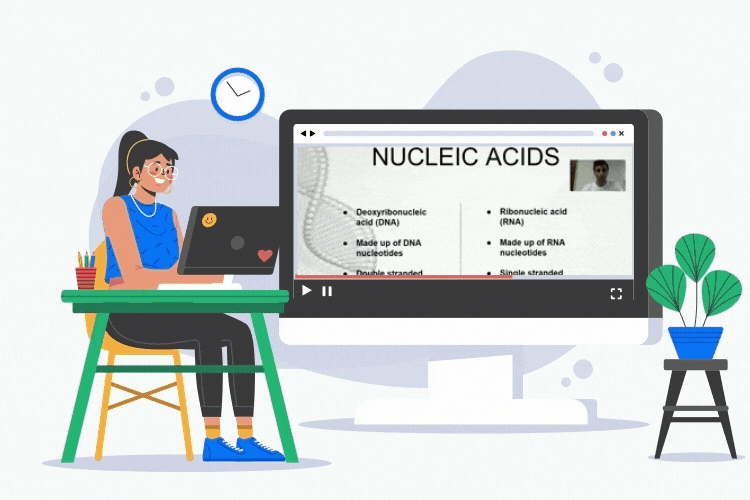 NUCLEIC ACIDS
• Deoxyribonucleic
acid (DNA)
• Made up of DNA
nucleotides
• Double stranded
• Ribonucleic acid
(RNA)
• Made up of RNA
nucleotides
• Single stranded